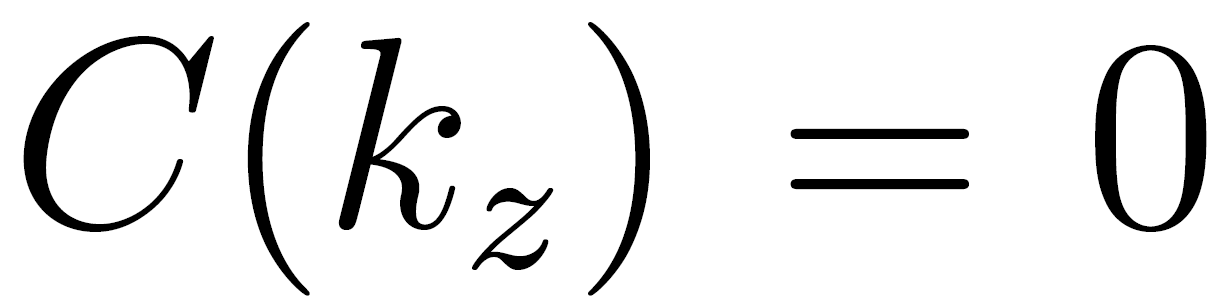 C(k_z) = 0